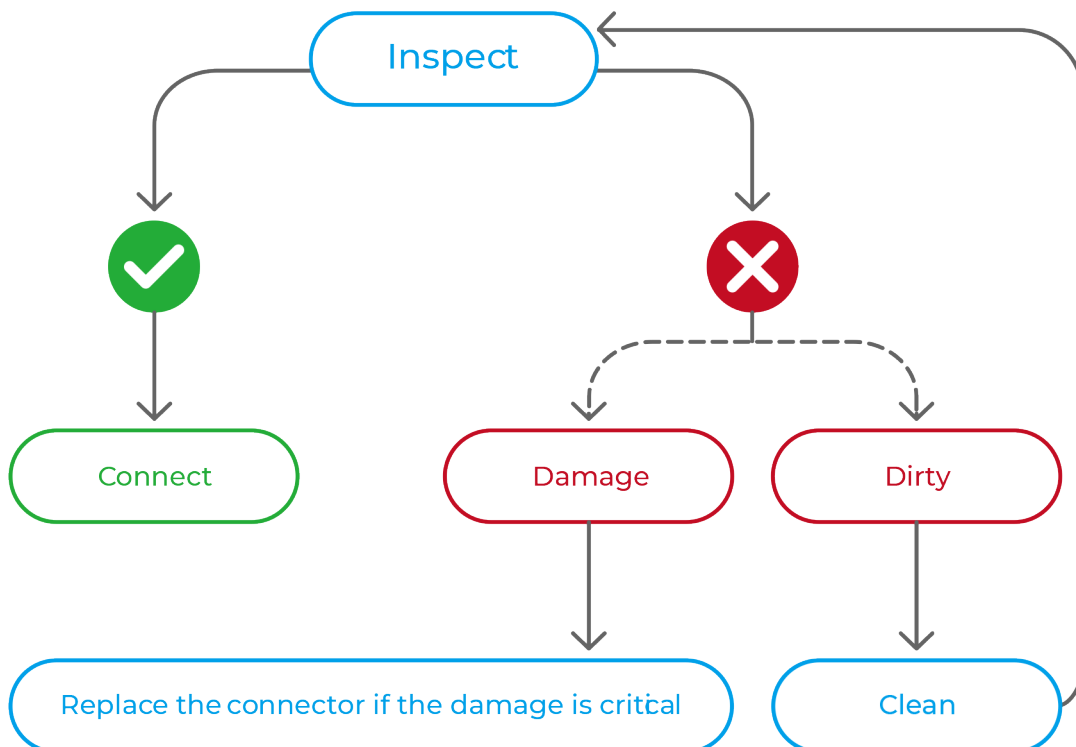 Inspect
Connect
Damage
Dirty
Replace the connector if the damage is critical
Clean